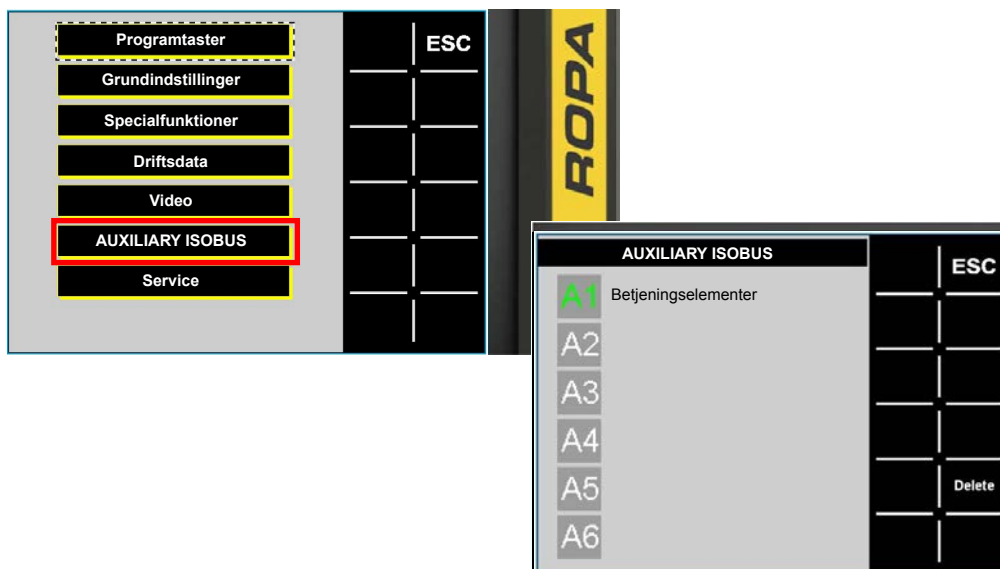 Programtaster
ESC
Grundindstillinger
Specialfunktioner
Driftsdata
Video
AUXILIARY ISOBUS
Service
ROPA
AUXILIARY ISOBUS
ESC
A1 Betjeningselementer
A2
A3
A4
A5
Delete
A6